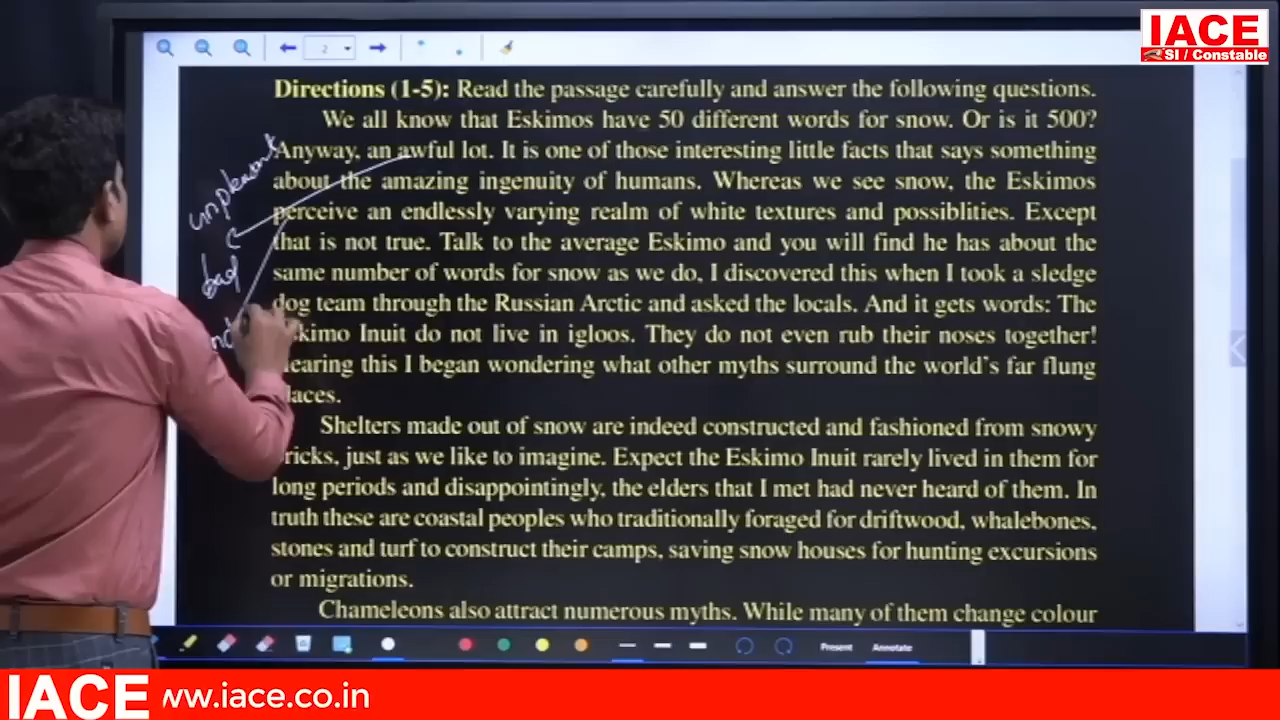 IACE
SI / Constable
2
Directions (1-5): Read the passage carefully and answer the following questions.
We all know that Eskimos have 50 different words for snow. Or is it 500?
Anyway, an awful lot. It is one of those interesting little facts that says something
about the amazing ingenuity of humans. Whereas we see snow, the Eskimos
perceive an endlessly varying realm of white textures and possiblities. Except
that is not true. Talk to the average Eskimo and you will find he has about the
same number of words for snow as we do, I discovered this when I took a sledge
dog team through the Russian Arctic and asked the locals. And it gets words: The
skimo Inuit do not live in igloos. They do not even rub their noses together!
earing this I began wondering what other myths surround the world's far flung
laces.
Shelters made out of snow are indeed constructed and fashioned from snowy
ricks, just as we like to imagine. Expect the Eskimo Inuit rarely lived in them for
long periods and disappointingly, the elders that I met had never heard of them. In
truth these are coastal peoples who traditionally foraged for driftwood, whalebones,
stones and turf to construct their camps, saving snow houses for hunting excursions
or migrations.
Chameleons also attract numerous myths. While many of them change colour
bad
Present
Annotate
IACE
www.iace.co.in